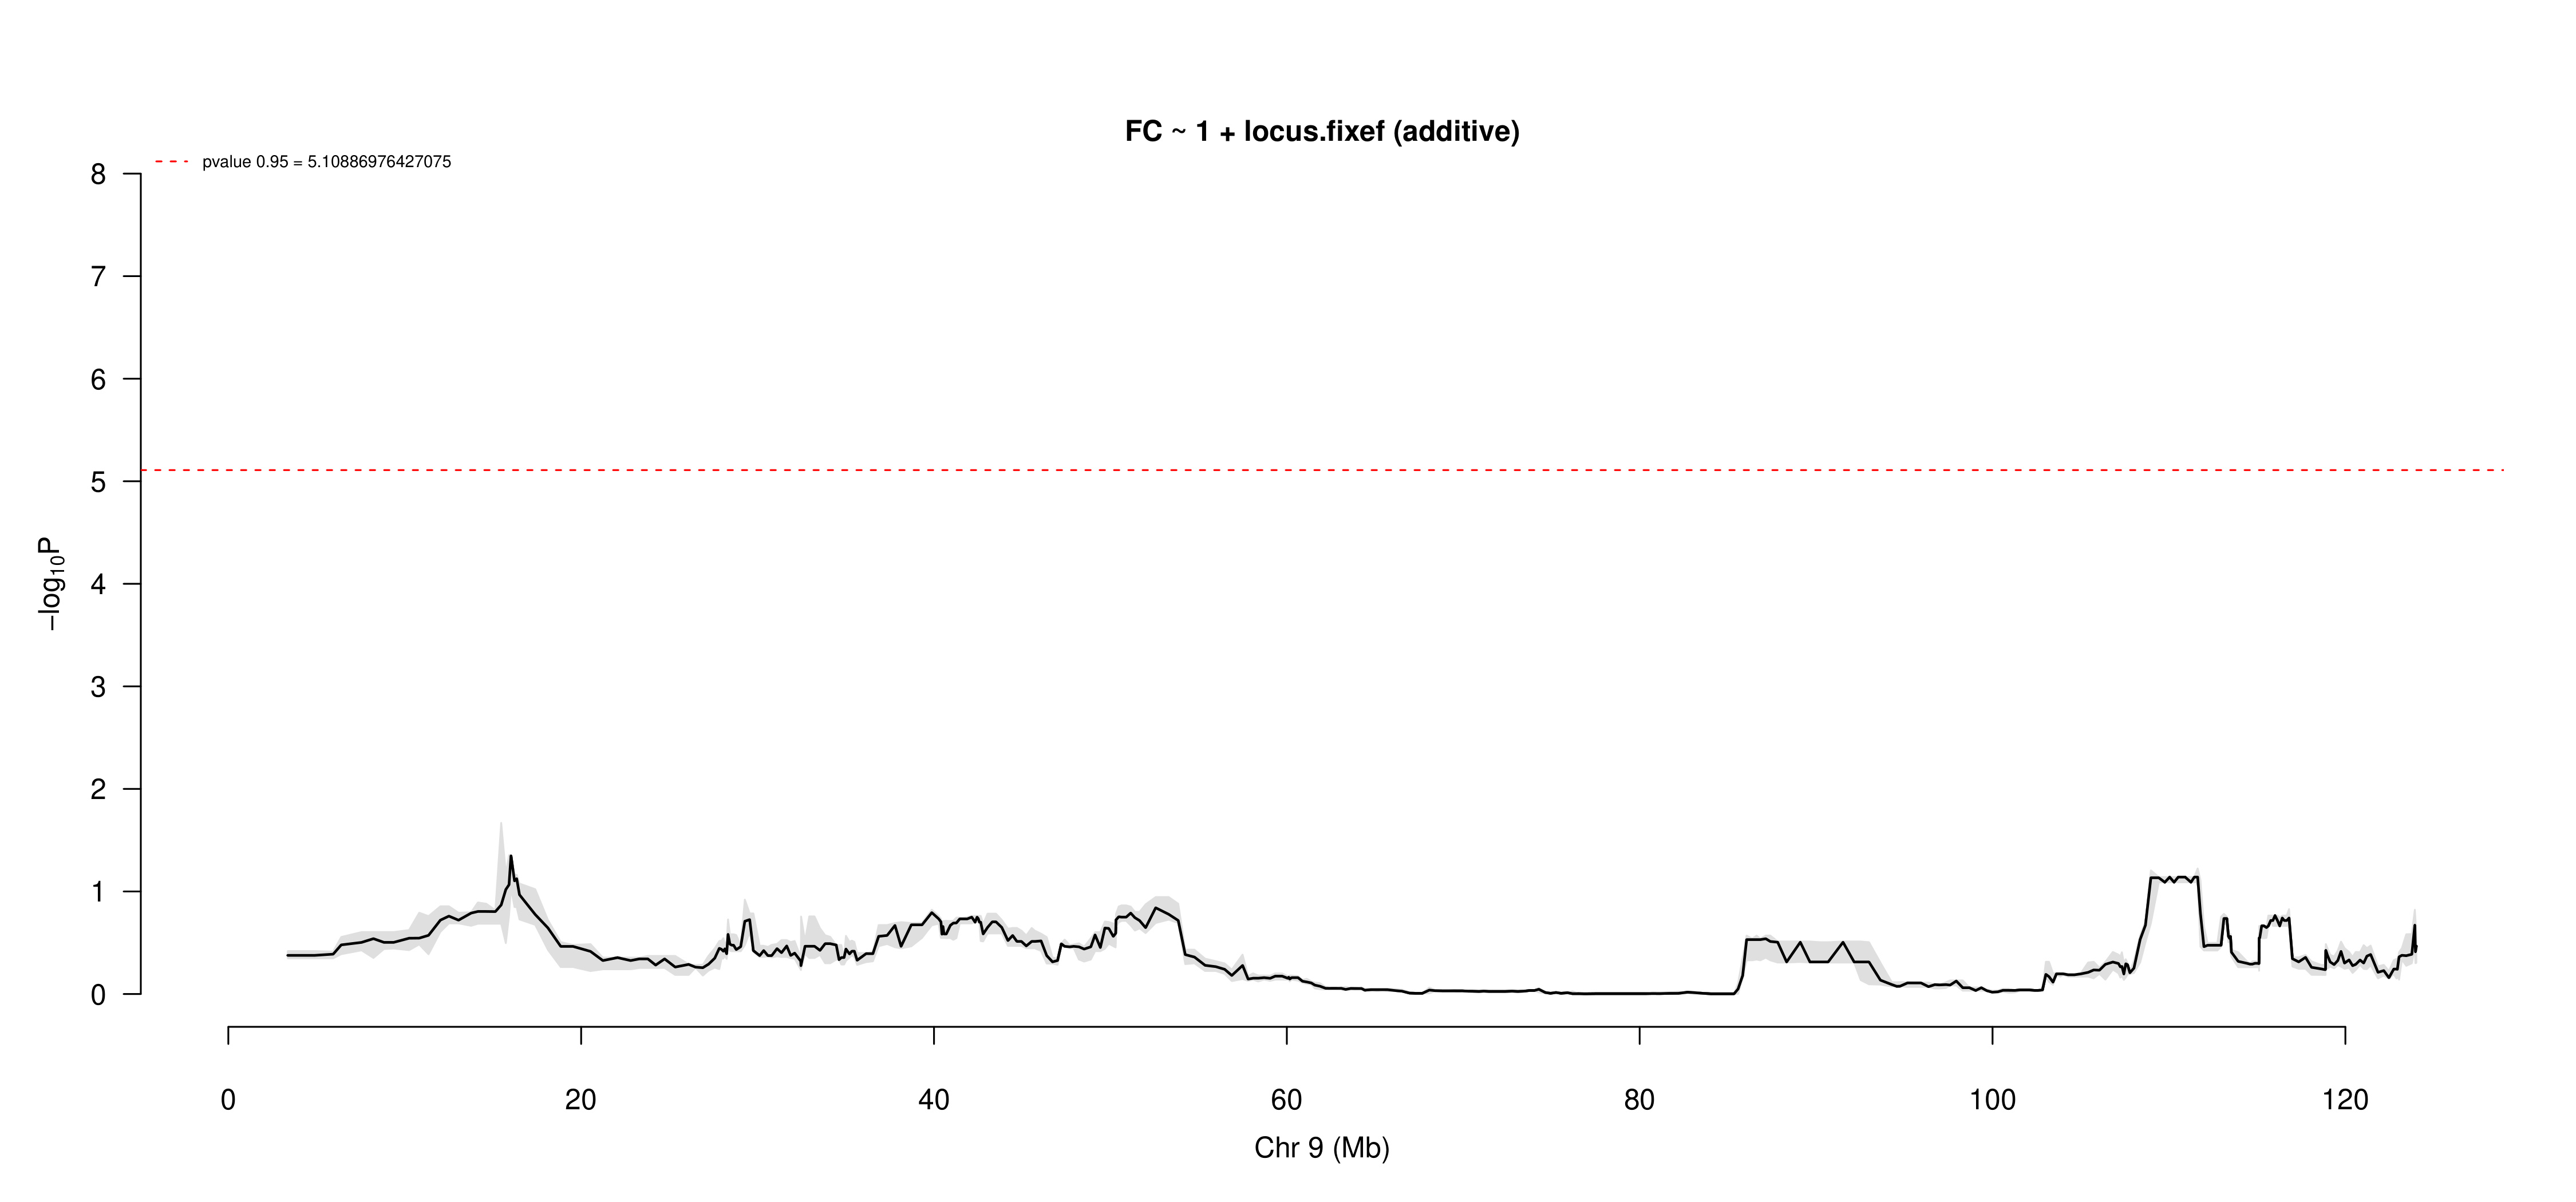 FC ~ 1 + locus.fixef (additive)
pvalue 0.95 = 5.10886976427075
8
7
6
5
4
3
2
1
0
−log10P
0 20 40 60 80 100 120
Chr 9 (Mb)